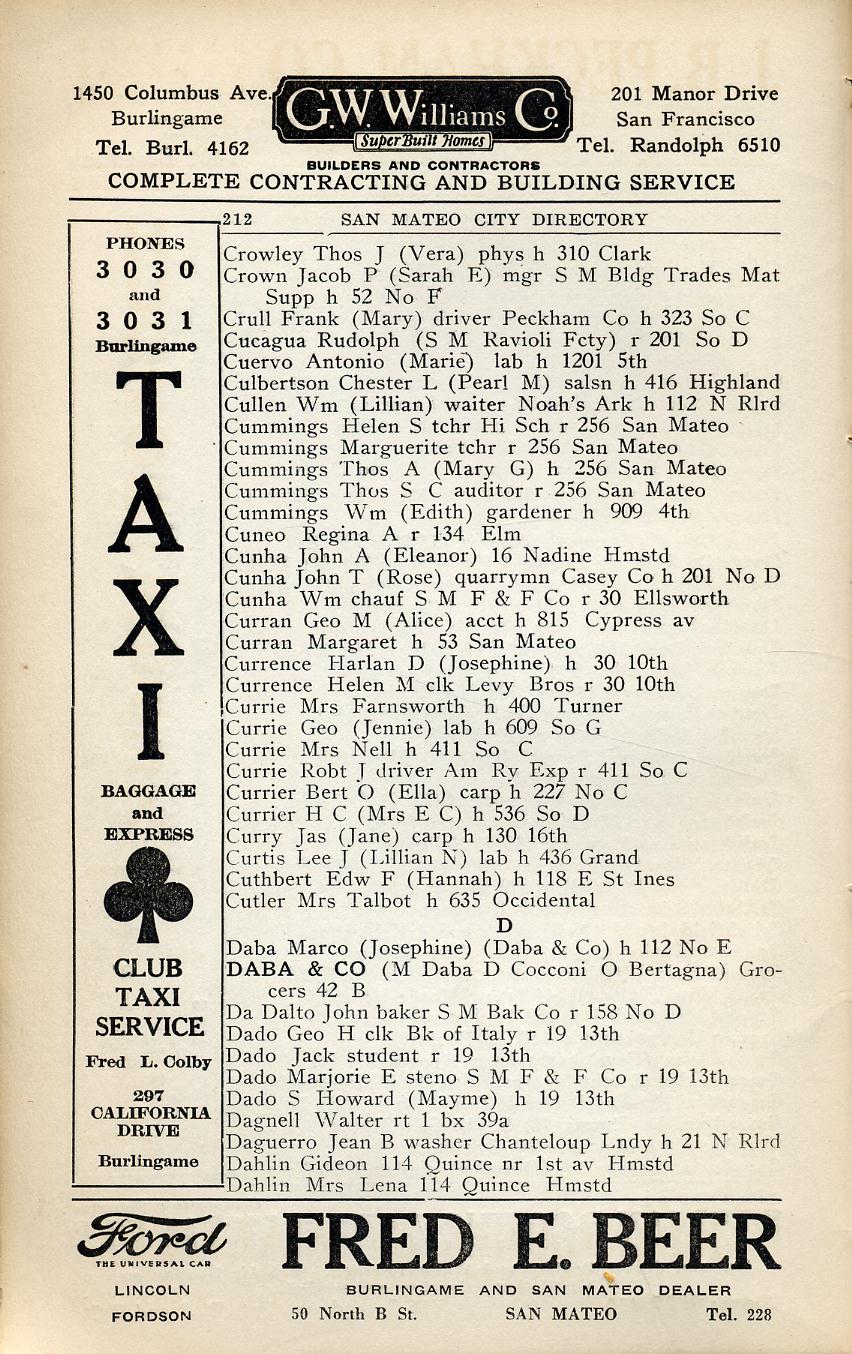 1450 Columbus Ave.
Burlingame
Tel. Burl. 4162
G.W. Williams Co.
SuperBuilt Homes
201 Manor Drive
San Francisco
Tel. Randolph 6510
BUILDERS AND CONTRACTORS
COMPLETE CONTRACTING AND BUILDING SERVICE
PHONES
3030
and
3031
Burlingame
TAXI
BAGGAGE
and
EXPRESS
CLUB
TAXI
SERVICE
Fred L. Colby
297
CALIFORNIA
DRIVE
Burlingame
212 SAN MATEO CITY DIRECTORY
Crowley Thos J (Vera) phys h 310 Clark
Crown Jacob P (Sarah E) mgr S M Bldg Trades Mat
Supp h 52 No F
Crull Frank (Mary) driver Peckham Co h 323 So C
Cucagua Rudolph (S M Ravioli Fcty) r 201 So D
Cuervo Antonio (Marie) lab h 1201 5th
Culbertson Chester L (Pearl M) salsn h 416 Highland
Cullen Wm (Lillian) waiter Noah's Ark h 112 N Rlrd
Cummings Helen S tchr Hi Sch r 256 San Mateo
Cummings Marguerite tchr r 256 San Mateo
Cummings Thos A (Mary G) h 256 San Mateo
Cummings Thos S C auditor r 256 San Mateo
Cummings Wm (Edith) gardener h 909 4th
Cuneo Regina A r 134 Elm
Cunha John A (Eleanor) 16 Nadine Hmstd
Cunha John T (Rose) quarrymn Casey Co h 201 No D
Cunha Wm chauf S M F & F Co r 30 Ellsworth
Curran Geo M (Alice) acct h 815 Cypress av
Curran Margaret h 53 San Mateo
Currence Harlan D (Josephine) h 30 10th
Currence Helen M clk Levy Bros r 30 10th
Currie Mrs Farnsworth h 400 Turner
Currie Geo (Jennie) lab h 609 So G
Currie Mrs Nell h 411 So C
Currie Robt J driver Am Ry Exp r 411 So C
Currier Bert O (Ella) carp h 227 No C
Currier H C (Mrs E C) h 536 So D
Curry Jas (Jane) carp h 130 16th
Curtis Lee J (Lillian N) lab h 436 Grand
Cuthbert Edw F (Hannah) h 118 E St Ines
Cutler Mrs Talbot h 635 Occidental
D
Daba Marco (Josephine) (Daba & Co) h 112 No E
DABA & CO (M Daba D Cocconi O Bertagna) Gro-
cers 42 B
Da Dalto John baker S M Bak Co r 158 No D
Dado Geo H clk Bk of Italy r 19 13th
Dado Jack student r 19 13th
Dado Marjorie E steno S M F & F Co r 19 13th
Dado S Howard (Mayme) h 19 13th
Dagnell Walter rt 1 bx 39a
Daguerro Jean B washer Chanteloup Lndy h 21 N Rlrd
Dahlin Gideon 114 Quince nr 1st av Hmstd
Dahlin Mrs Lena 114 Quince Hmstd
Ford
THE UNIVERSAL CAR
LINCOLN
FORDSON
FRED E. BEER
BURLINGAME AND SAN MATEO DEALER
50 North B St. SAN MATEO Tel. 228